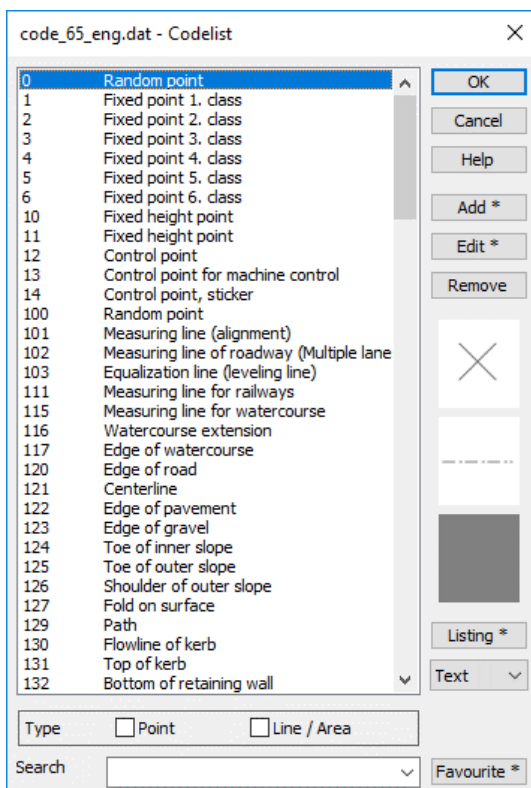 code_65_eng.dat - Codelist
0 Random point
1 Fixed point 1. class
2 Fixed point 2. class
3 Fixed point 3. class
4 Fixed point 4. class
5 Fixed point 5. class
6 Fixed point 6. class
10 Fixed height point
11 Fixed height point
12 Control point
13 Control point for machine control
14 Control point, sticker
100 Random point
101 Measuring line (alignment)
102 Measuring line of roadway (Multiple lane
103 Equalization line (leveling line)
111 Measuring line for railways
115 Measuring line for watercourse
116 Watercourse extension
117 Edge of watercourse
120 Edge of road
121 Centerline
122 Edge of pavement
123 Edge of gravel
124 Toe of inner slope
125 Toe of outer slope
126 Shoulder of outer slope
127 Fold on surface
129 Path
130 Flowline of kerb
131 Top of kerb
132 Bottom of retaining wall
OK
Cancel
Help
Add *
Edit *
Remove
Listing *
Text
Type Point Line / Area
Search
Favourite *